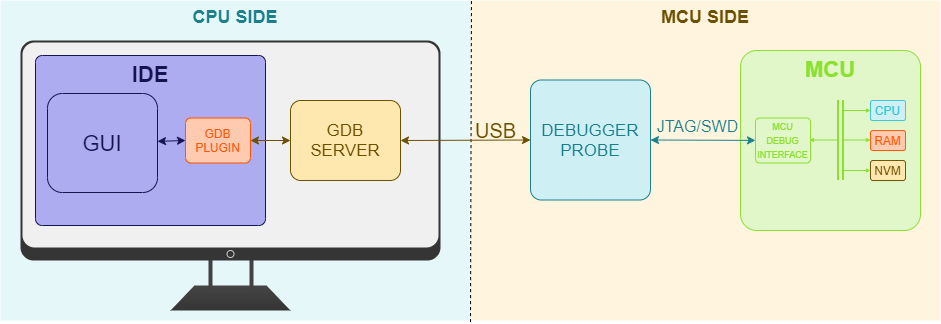 CPU SIDE
MCU SIDE
IDE
GUI
GDB
PLUGIN
GDB
SERVER
USB
DEBUGGER
PROBE
JTAG/SWD
MCU
MCU
DEBUG
INTERFACE
CPU
RAM
NVM